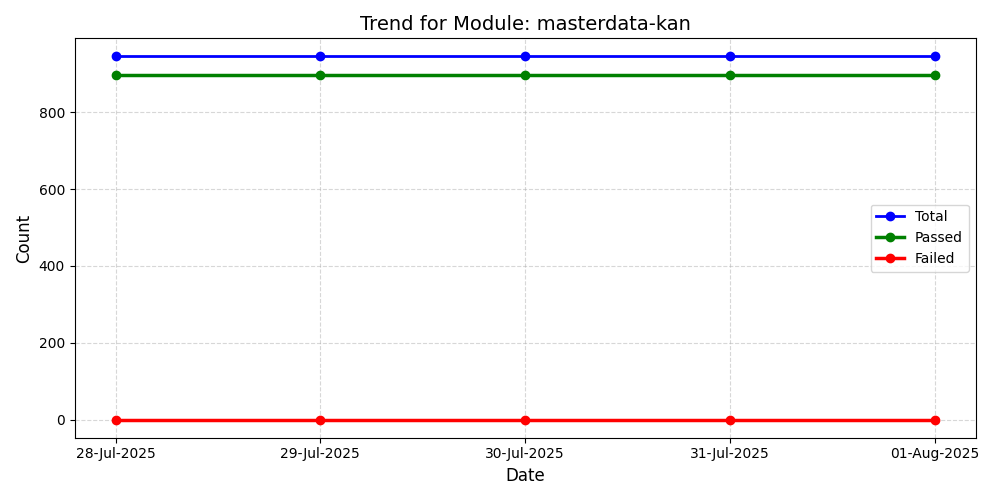 Trend for Module: masterdata-kan
800
600
400
200
0
Count
Total
Passed
Failed
28-Jul-2025
29-Jul-2025
30-Jul-2025
31-Jul-2025
01-Aug-2025
Date